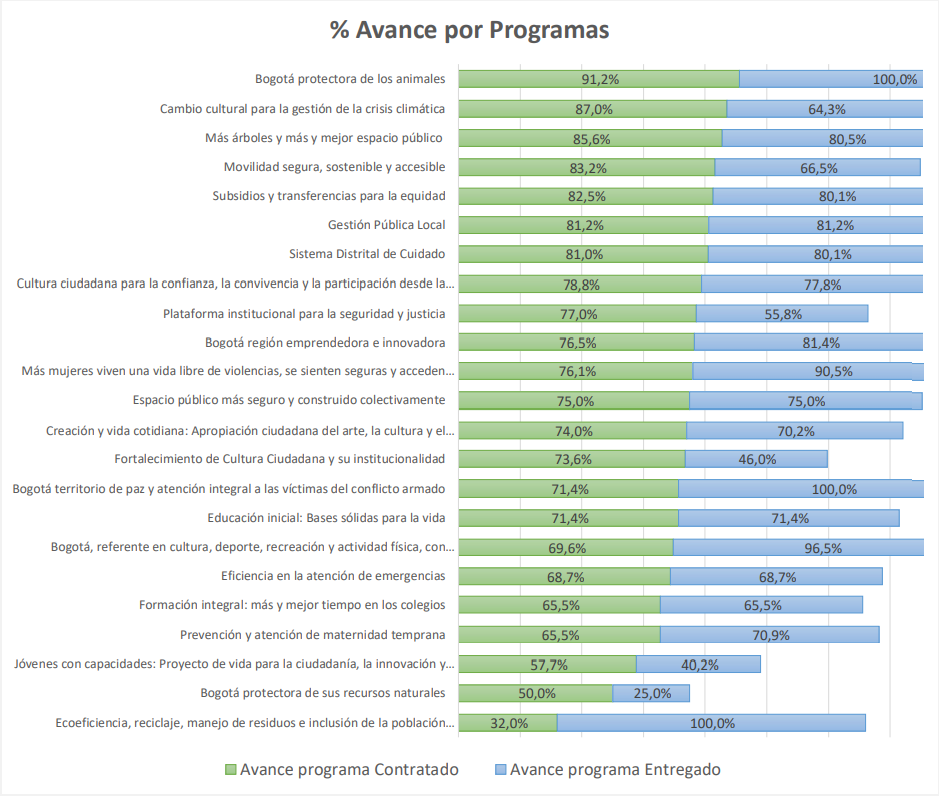 % Avance por Programas
Bogotá protectora de los animales 91,2% 100,0%
Cambio cultural para la gestión de la crisis climática 87,0% 64,3%
Más árboles y más y mejor espacio público 85,6% 80,5%
Movilidad segura, sostenible y accesible 83,2% 66,5%
Subsidios y transferencias para la equidad 82,5% 80,1%
Gestión Pública Local 81,2% 81,2%
Sistema Distrital de Cuidado 81,0% 80,1%
Cultura ciudadana para la confianza, la convivencia y la participación desde la… 78,8% 77,8%
Plataforma institucional para la seguridad y justicia 77,0% 55,8%
Bogotá región emprendedora e innovadora 76,5% 81,4%
Más mujeres viven una vida libre de violencias, se sienten seguras y acceden… 76,1% 90,5%
Espacio público más seguro y construido colectivamente 75,0% 75,0%
Creación y vida cotidiana: Apropiación ciudadana del arte, la cultura y el… 74,0% 70,2%
Fortalecimiento de Cultura Ciudadana y su institucionalidad 73,6% 46,0%
Bogotá territorio de paz y atención integral a las víctimas del conflicto armado 71,4% 100,0%
Educación inicial: Bases sólidas para la vida 71,4% 71,4%
Bogotá, referente en cultura, deporte, recreación y actividad física, con… 69,6% 96,5%
Eficiencia en la atención de emergencias 68,7% 68,7%
Formación integral: más y mejor tiempo en los colegios 65,5% 65,5%
Prevención y atención de maternidad temprana 65,5% 70,9%
Jóvenes con capacidades: Proyecto de vida para la ciudadanía, la innovación y… 57,7% 40,2%
Bogotá protectora de sus recursos naturales 50,0% 25,0%
Ecoeficiencia, reciclaje, manejo de residuos e inclusión de la población… 32,0% 100,0%
Avance programa Contratado Avance programa Entregado